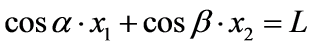 cos α · x₁ + cos β · x₂ = L